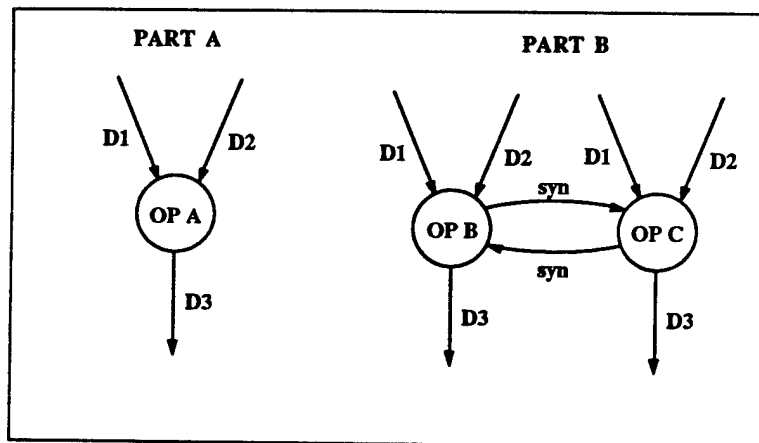 PART A
PART B
D1
D2
OP A
D3
D1
D2
D1
D2
syn
OP B
OP C
syn
D3
D3